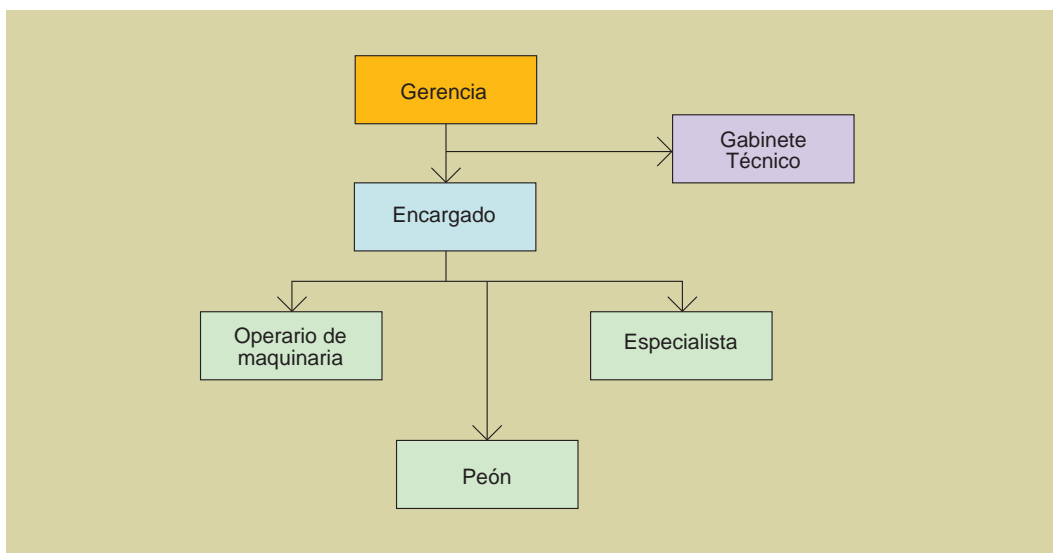 Gerencia
Gabinete
Técnico
Encargado
Operario de
maquinaria
Especialista
Peón